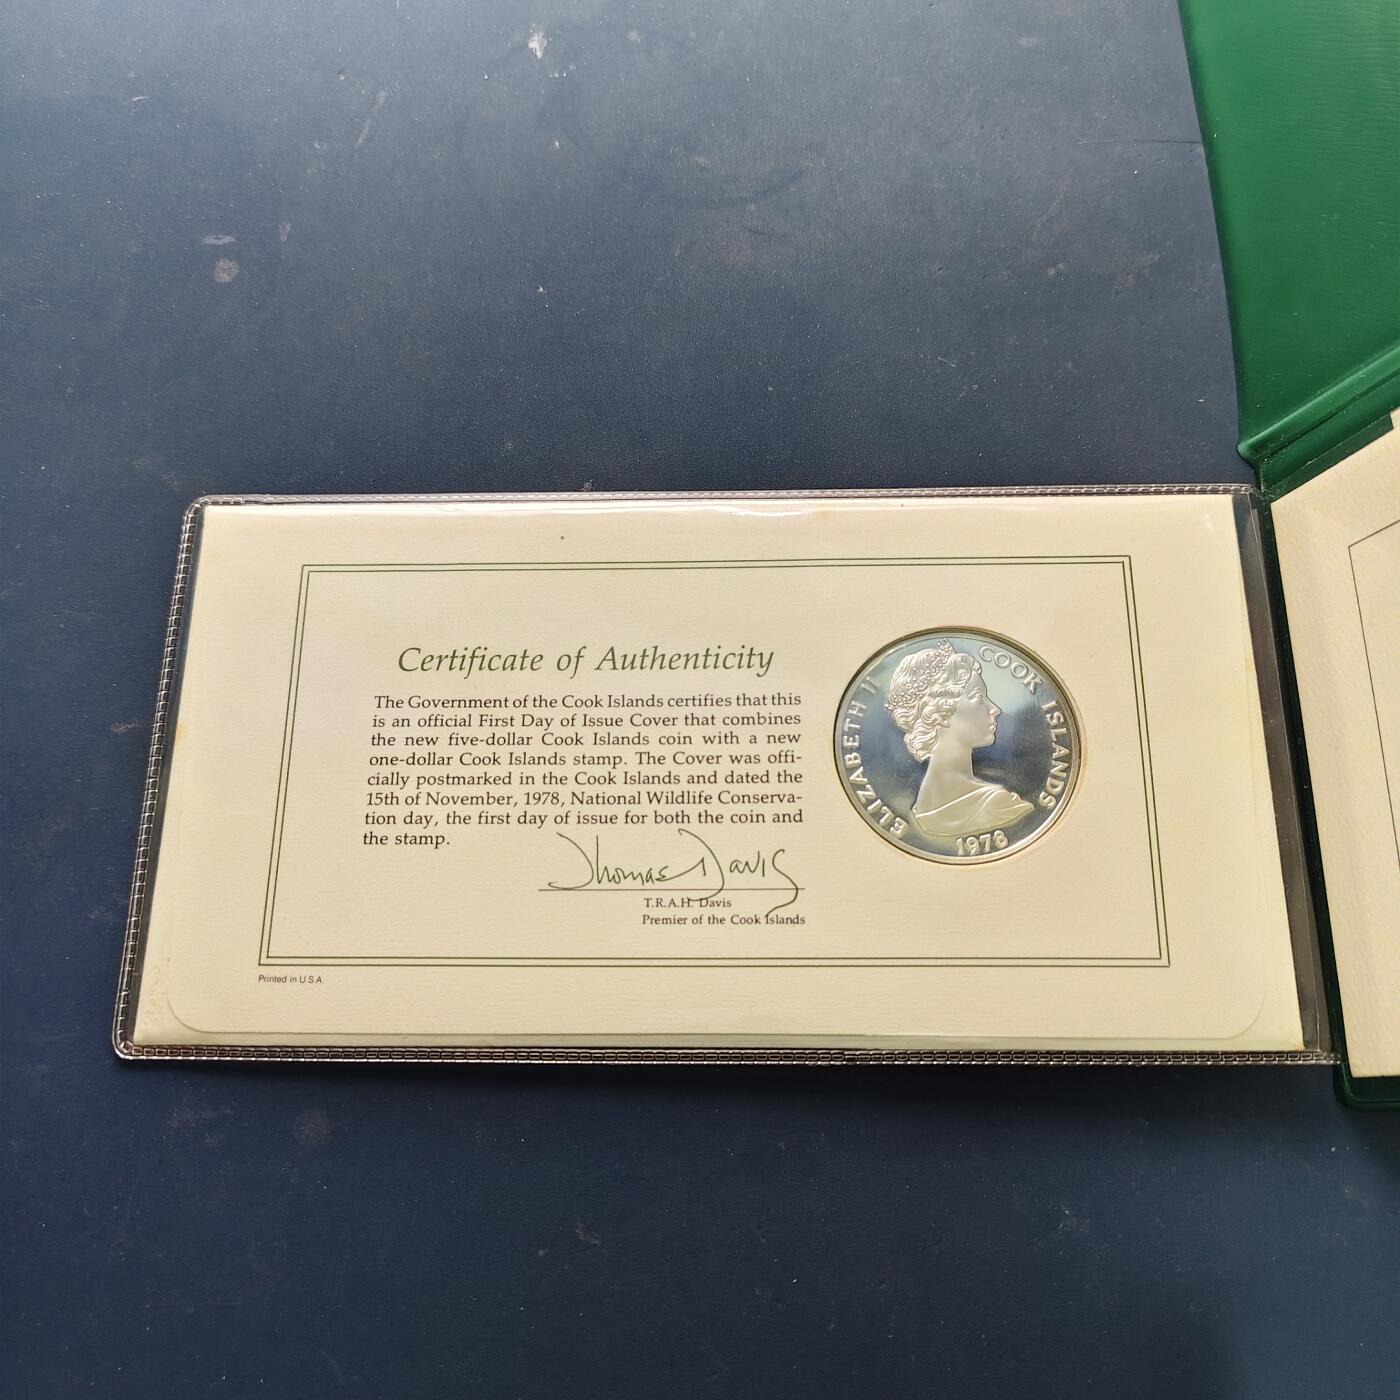 Certificate of Authenticity
The Government of the Cook Islands certifies that this
is an official First Day of Issue Cover that combines
the new five-dollar Cook Islands coin with a new
one-dollar Cook Islands stamp. The Cover was offi-
cially postmarked in the Cook Islands and dated the
15th of November, 1978, National Wildlife Conserva-
tion day, the first day of issue for both the coin and
the stamp.
Thomas Davis
T.R.A.H. Davis
Premier of the Cook Islands
Printed in U.S.A.
ELIZABETH II
COOK ISLANDS
1978